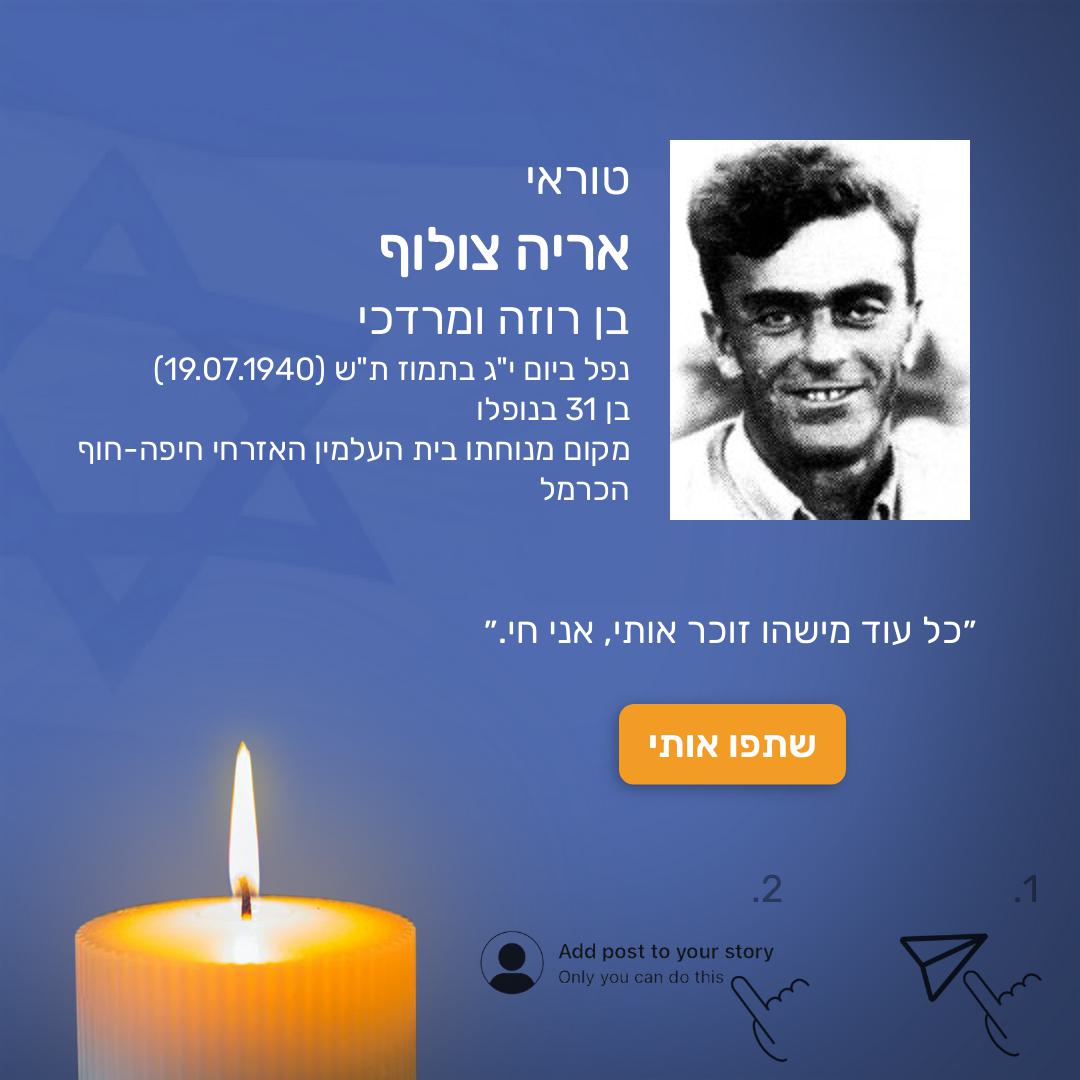 טוראי
אריה צולוף
בן רוזה ומרדכי
נפל ביום י"ג בתמוז ת"ש (19.07.1940)
בן 31 בנופלו
מקום מנוחתו בית העלמין האזרחי חיפה-חוף
הכרמל
״כל עוד מישהו זוכר אותי, אני חי.״
שתפו אותי
.1
.2
Add post to your story
Only you can do this